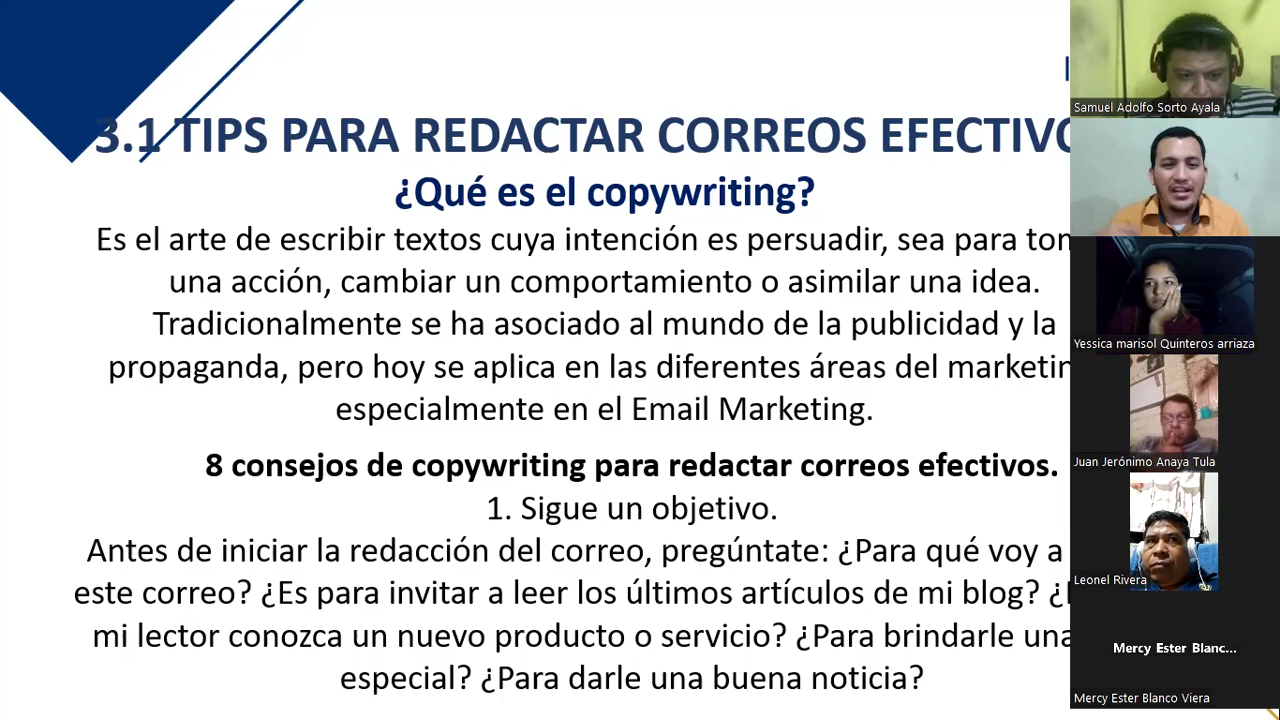 3.1 TIPS PARA REDACTAR CORREOS EFECTIVO
¿Qué es el copywriting?
Es el arte de escribir textos cuya intención es persuadir, sea para
una acción, cambiar un comportamiento o asimilar una idea.
Tradicionalmente se ha asociado al mundo de la publicidad y la
propaganda, pero hoy se aplica en las diferentes áreas del
especialmente en el Email Marketing.
8 consejos de copywriting para redactar correos efectivos.
1. Sigue un objetivo.
Antes de iniciar la redacción del correo, pregúntate: ¿Para qué voy a
este correo? ¿Es para invitar a leer los últimos artículos de mi blog?
mi lector conozca un nuevo producto o servicio? ¿Para brindarle una
especial? ¿Para darle una buena noticia?
Samuel Adolfo Sorto Ayala
Yessica marisol Quinteros arriaza
Juan Jerónimo Anaya Tula
Leonel Rivera
Mercy Ester Blanc...
Mercy Ester Blanco Viera